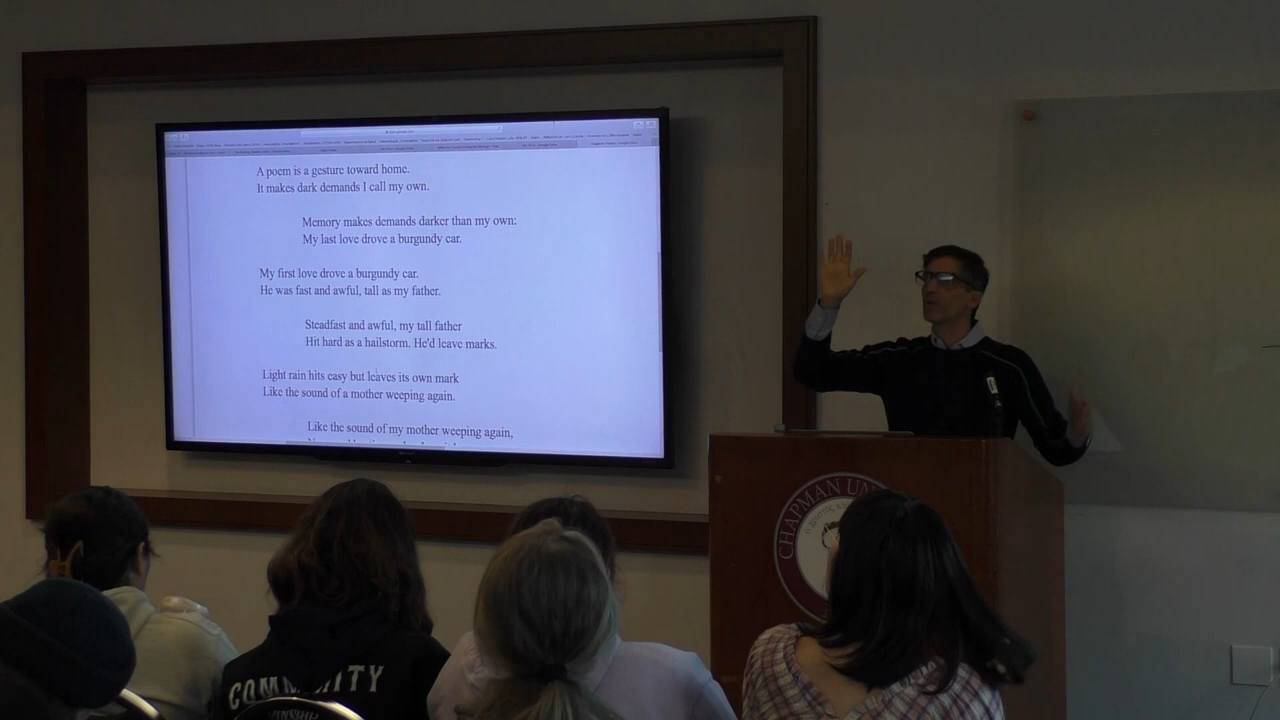 A poem is a gesture toward home.
It makes dark demands I call my own.
Memory makes demands darker than my own:
My last love drove a burgundy car.
My first love drove a burgundy car.
He was fast and awful, tall as my father.
Steadfast and awful, my tall father
Hit hard as a hailstorm. He'd leave marks.
Light rain hits easy but leaves its own mark
Like the sound of a mother weeping again.
Like the sound of my mother weeping again,
CHAPMAN UN
COMM ITY